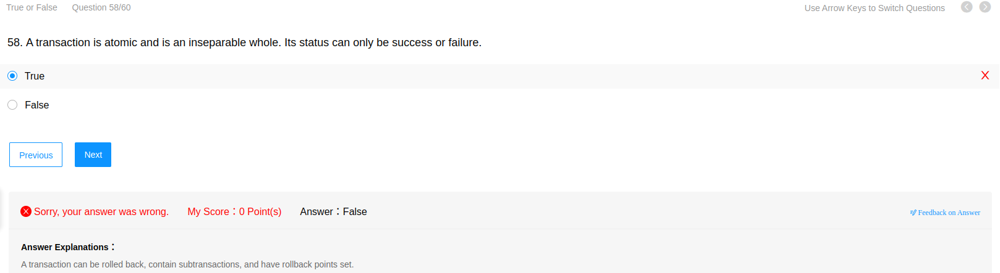 True or False Question 58/60 Use Arrow Keys to Switch Questions
58. A transaction is atomic and is an inseparable whole. Its status can only be success or failure.
True
False
Previous Next
Sorry, your answer was wrong. My Score：0 Point(s) Answer：False Feedback on Answer
Answer Explanations：
A transaction can be rolled back, contain subtransactions, and have rollback points set.